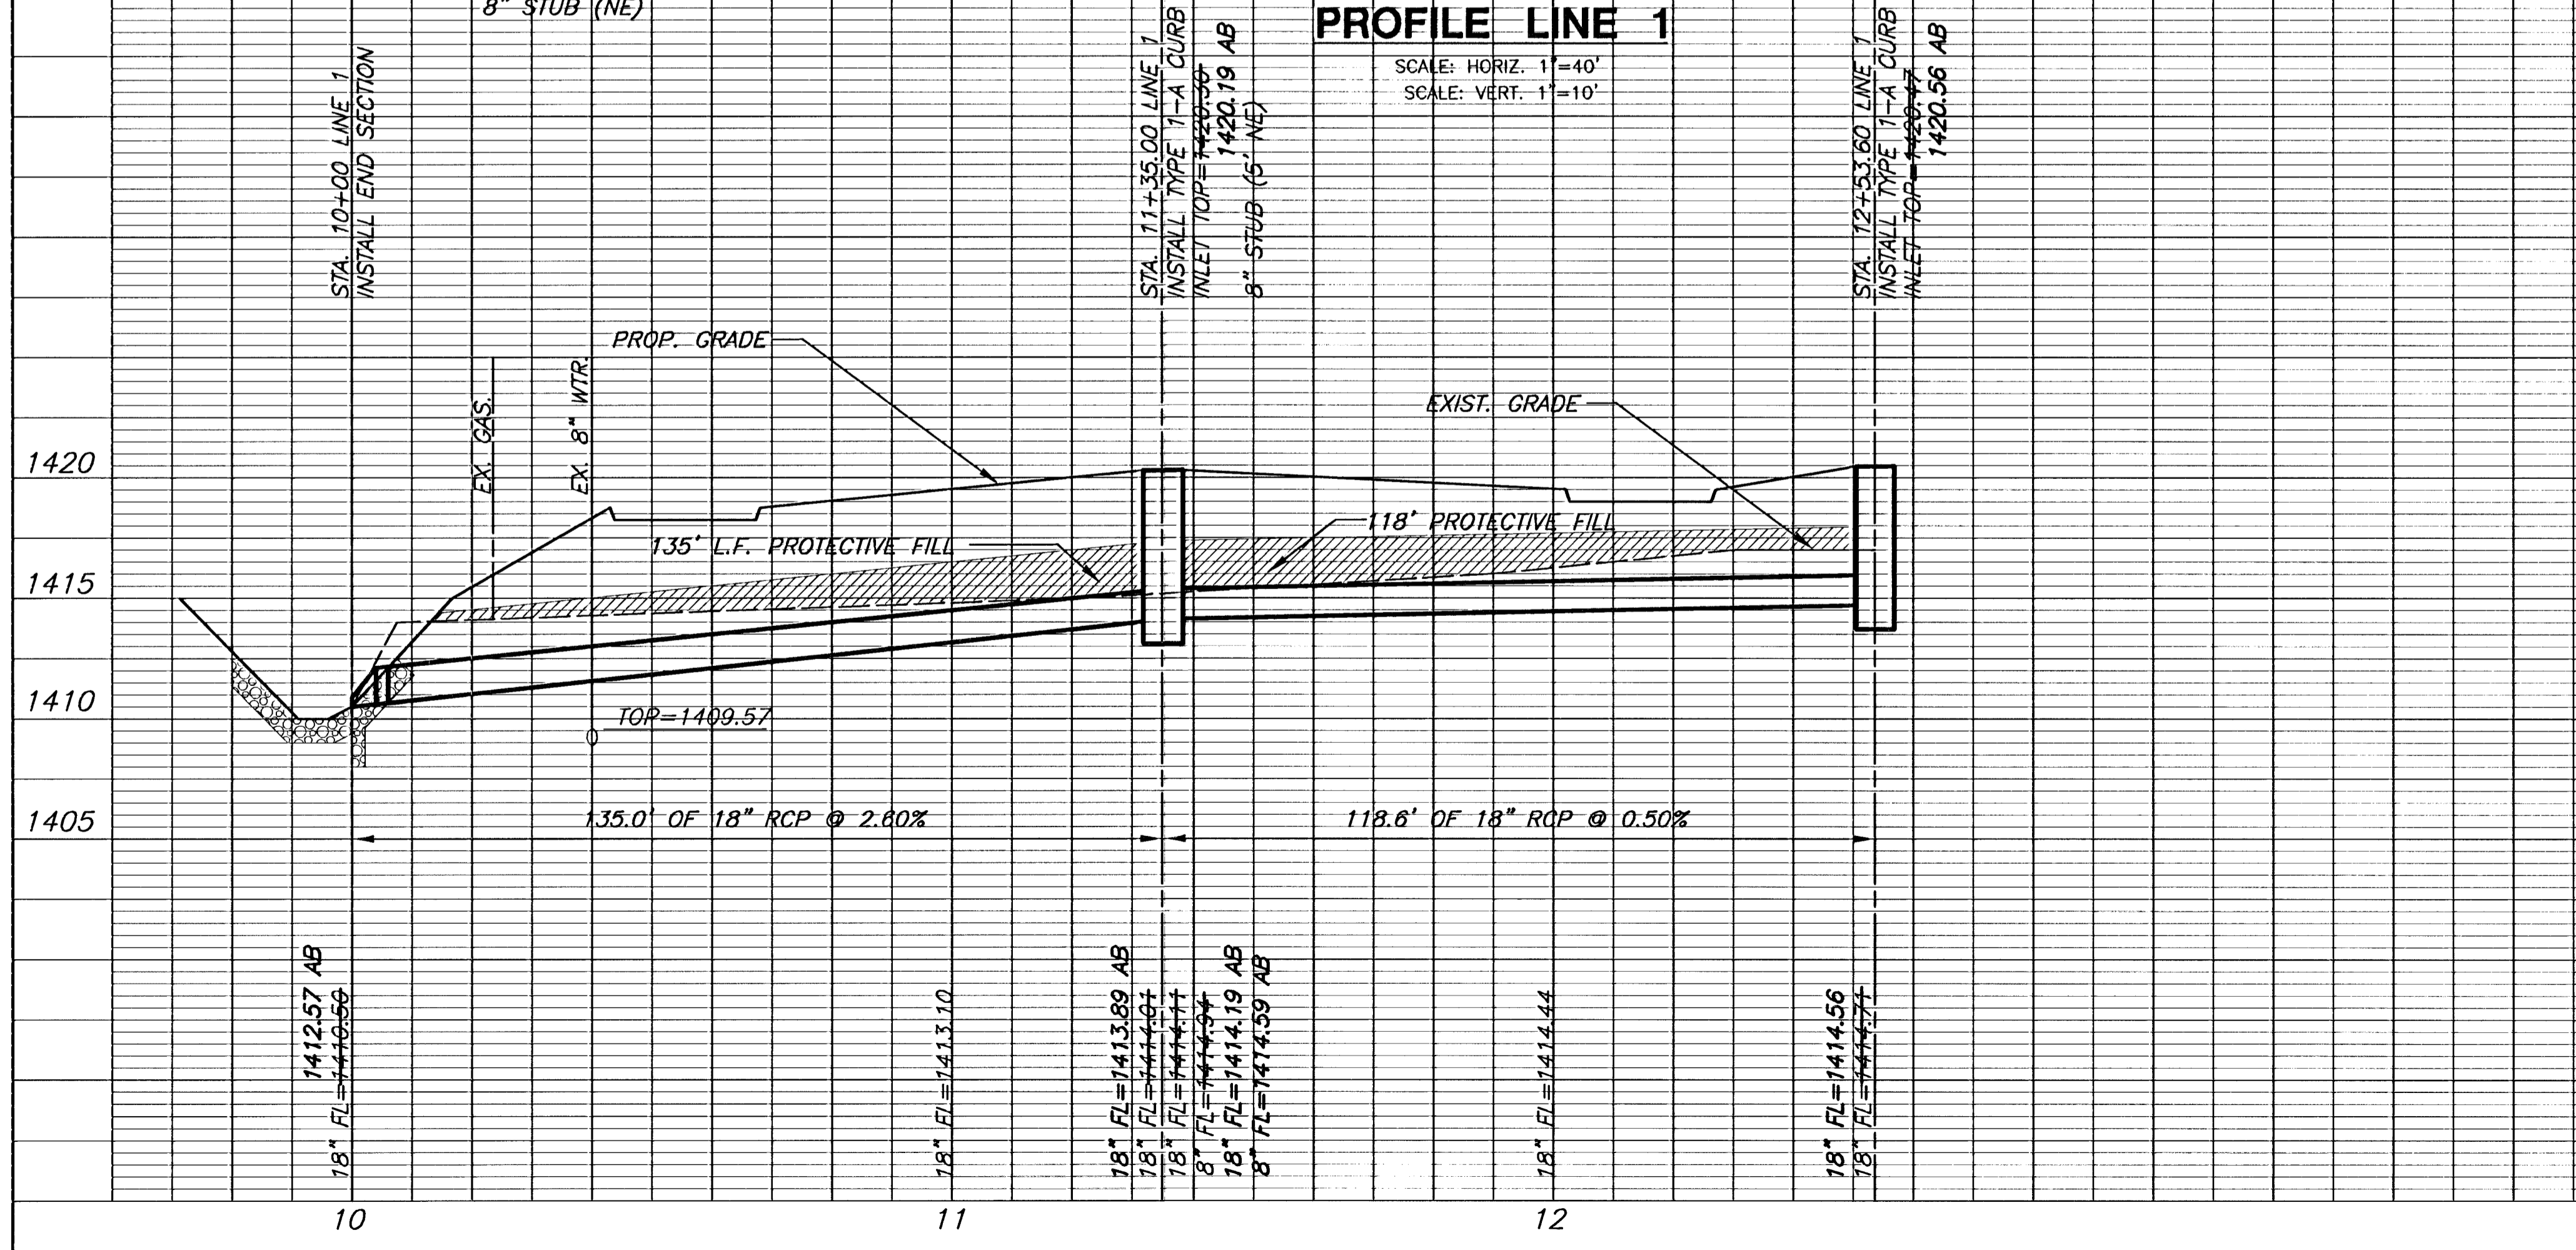 8" STUB (NE)
PROFILE LINE 1
SCALE: HORIZ. 1"=40'
SCALE: VERT. 1"=10'
STA. 10+00 LINE 1
INSTALL END SECTION
STA. 11+35.00 LINE 1
INSTALL TYPE 1-A CURB
INLET TOP=1420.50
1420.19 AB
8" STUB (5' NE)
STA. 12+53.60 LINE 1
INSTALL TYPE 1-A CURB
INLET TOP=1420.47
1420.56 AB
PROP. GRADE
EX. GAS.
EX. 8" WTR.
EXIST. GRADE
1420
118' PROTECTIVE FILL
135' L.F. PROTECTIVE FILL
1415
1410
TOP=1409.57
1405
135.0' OF 18" RCP @ 2.60%
118.6' OF 18" RCP @ 0.50%
1412.57 AB
18" FL=1410.50
18" FL=1413.10
18" FL=1413.89 AB
18" FL=1414.01
18" FL=1414.11
8" FL=1414.94
18" FL=1414.19 AB
8" FL=1414.59 AB
18" FL=1414.44
18" FL=1414.56
18" FL=1414.71
10
11
12